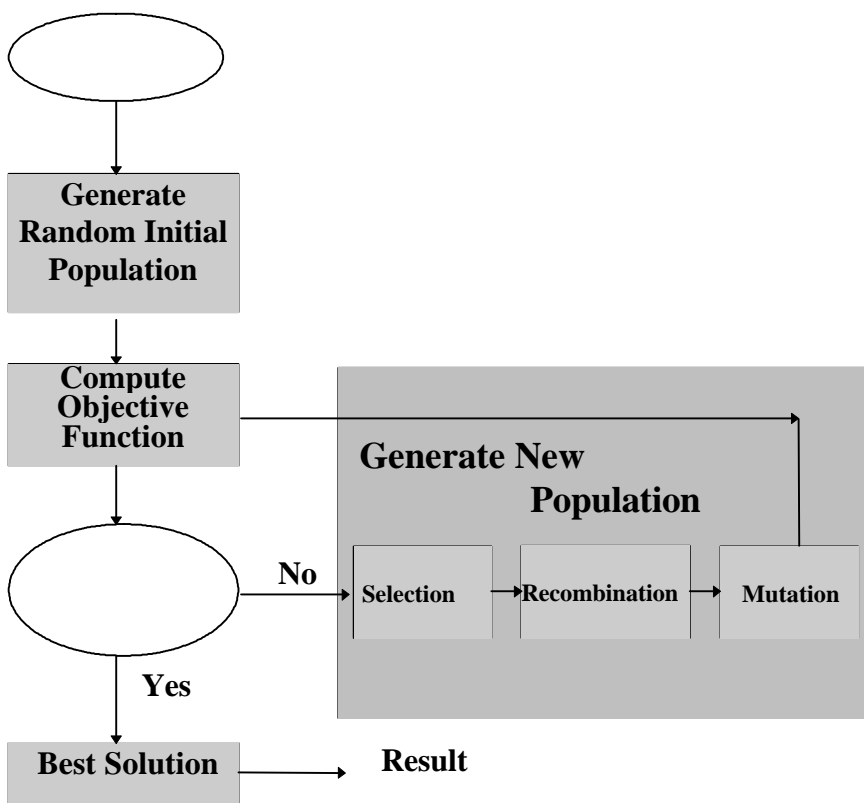 Generate
Random Initial
Population
Compute
Objective
Function
Generate New
Population
No
Selection
Recombination
Mutation
Yes
Best Solution
Result